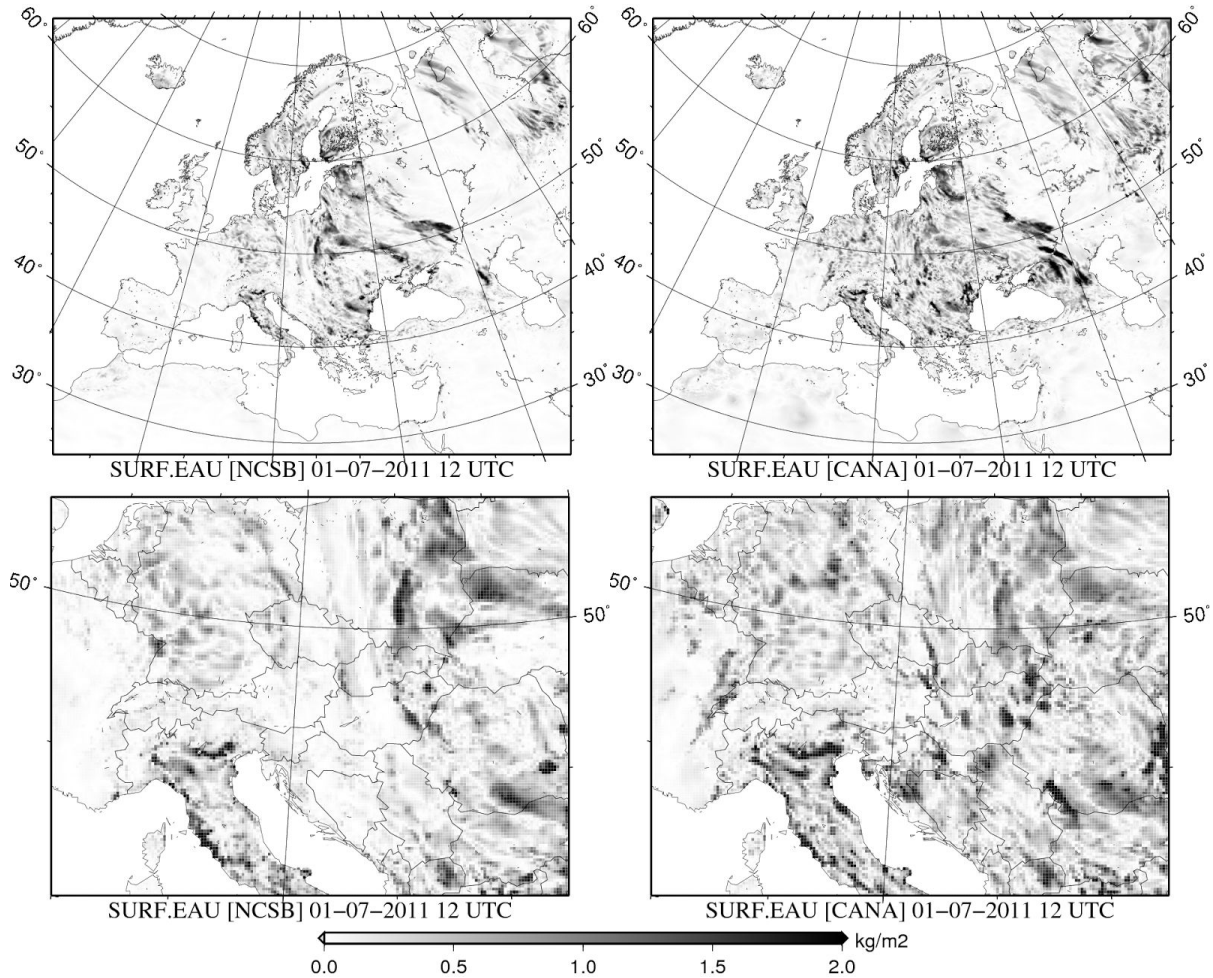 60° 60° 60° 60°
50° 50° 50° 50°
40° 40° 40° 40°
30° 30° 30° 30°
SURF.EAU [NCSB] 01−07−2011 12 UTC SURF.EAU [CANA] 01−07−2011 12 UTC
50° 50° 50° 50°
SURF.EAU [NCSB] 01−07−2011 12 UTC SURF.EAU [CANA] 01−07−2011 12 UTC
kg/m2
0.0 0.5 1.0 1.5 2.0